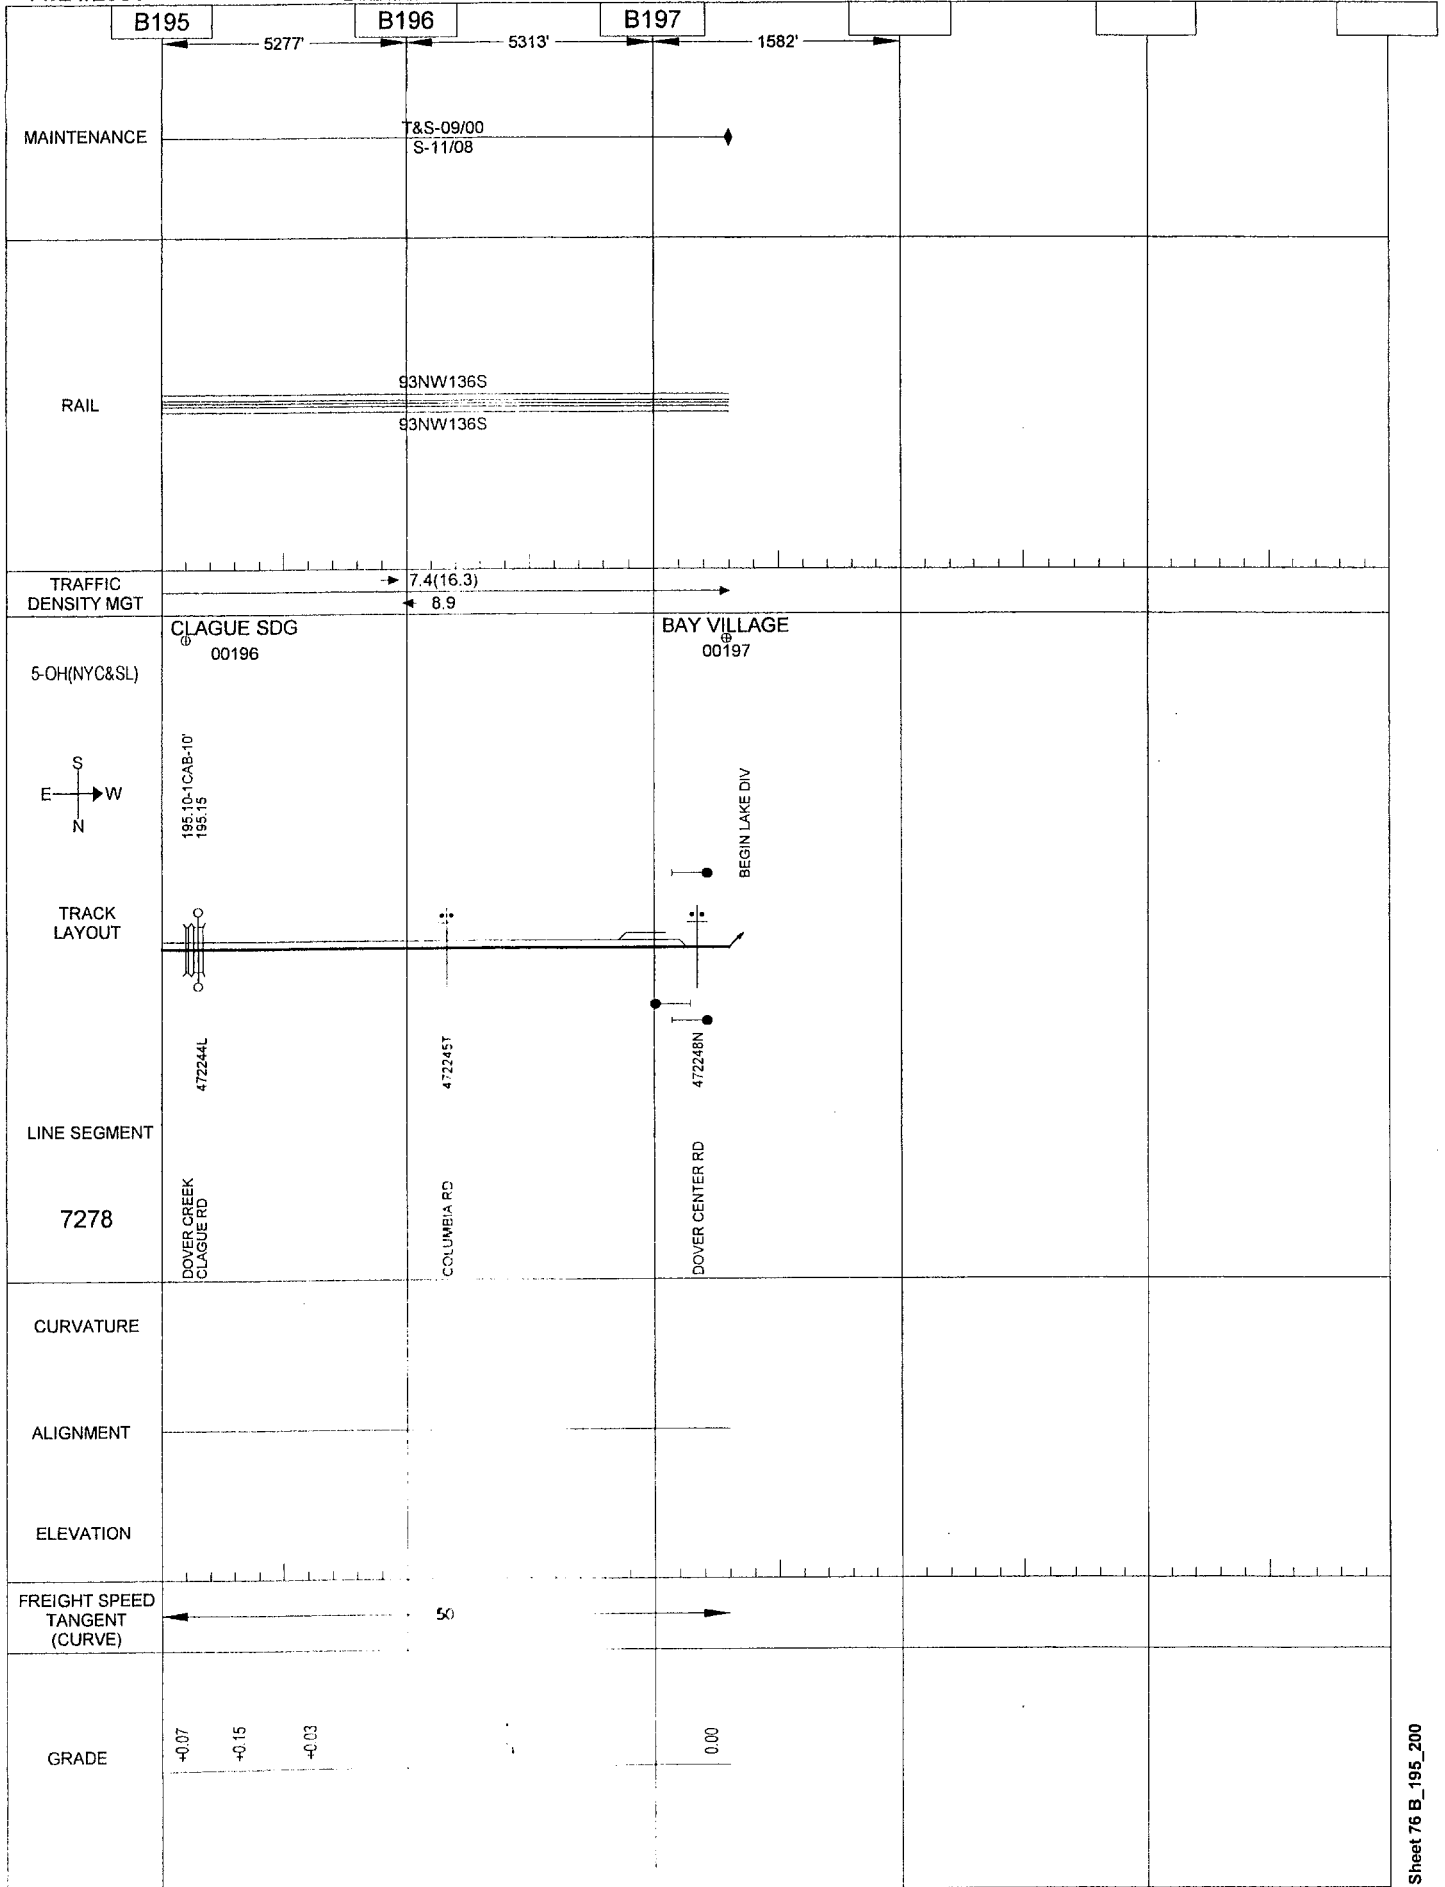 B195
B196
B197
5277'
5313'
1582'
MAINTENANCE
T&S-09/00
S-11/08
RAIL
93NW136S
93NW136S
TRAFFIC
DENSITY MGT
7.4(16.3)
8.9
CLAGUE SDG
00196
BAY VILLAGE
00197
5-OH(NYC&SL)
S
E
W
N
195.10-1CAB-10'
195.15
BEGIN LAKE DIV
TRACK
LAYOUT
472244L
472245T
472248N
LINE SEGMENT
7278
DOVER CREEK
CLAGUE RD
COLUMBIA RD
DOVER CENTER RD
CURVATURE
ALIGNMENT
ELEVATION
FREIGHT SPEED
TANGENT
(CURVE)
50
GRADE
+0.07
+0.15
+0.03
0.00
Sheet 76 B_195_200